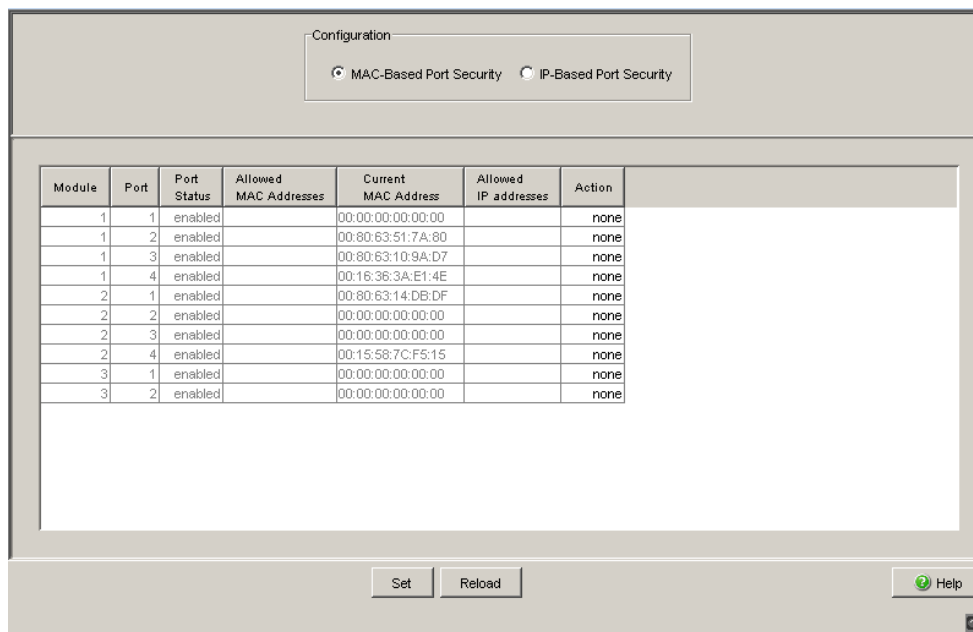 Configuration
MAC-Based Port Security IP-Based Port Security
Module Port Port Status Allowed MAC Addresses Current MAC Address Allowed IP addresses Action
1 1 enabled 00:00:00:00:00:00 none
1 2 enabled 00:80:63:51:7A:80 none
1 3 enabled 00:80:63:10:9A:D7 none
1 4 enabled 00:16:36:3A:E1:4E none
2 1 enabled 00:80:63:14:DB:DF none
2 2 enabled 00:00:00:00:00:00 none
2 3 enabled 00:00:00:00:00:00 none
2 4 enabled 00:15:58:7C:F5:15 none
3 1 enabled 00:00:00:00:00:00 none
3 2 enabled 00:00:00:00:00:00 none
Set Reload Help